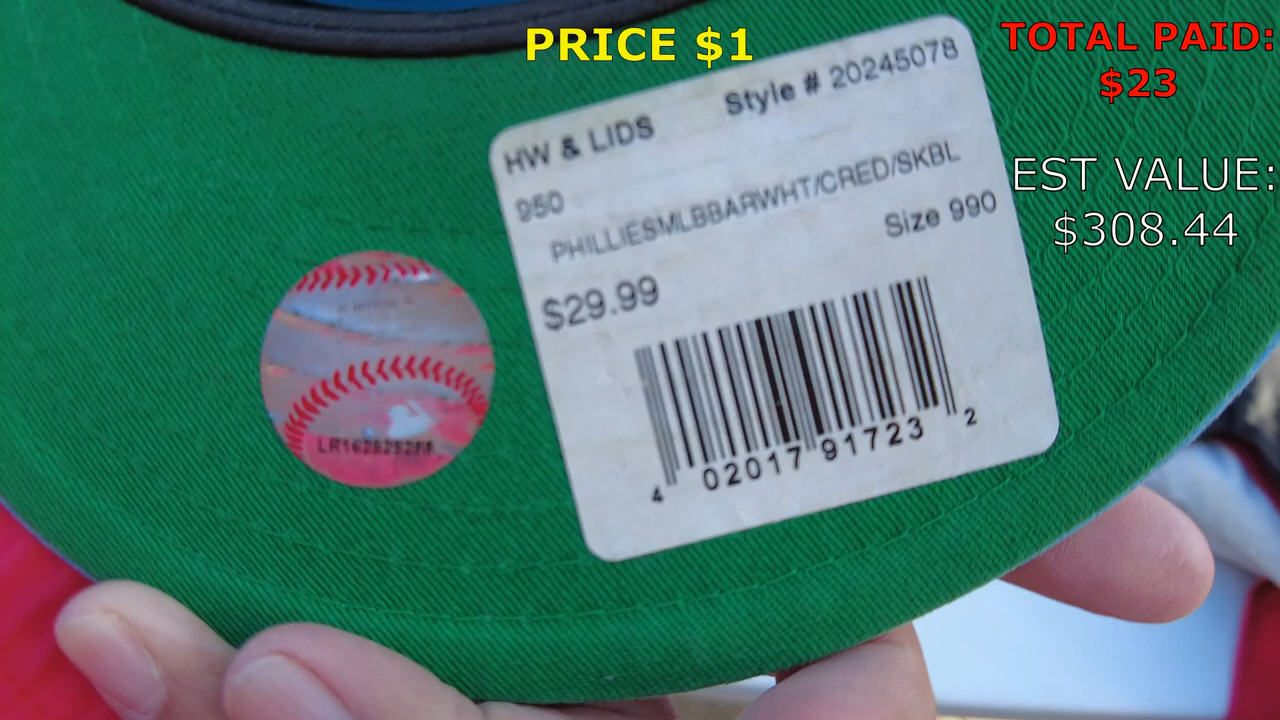 PRICE $1
TOTAL PAID:
$23
EST VALUE:
$308.44
HW & LIDS
Style # 20245078
950
PHILLIESMLBBARWHT/CRED/SKBL
Size 990
$29.99
4 02017 91723 2